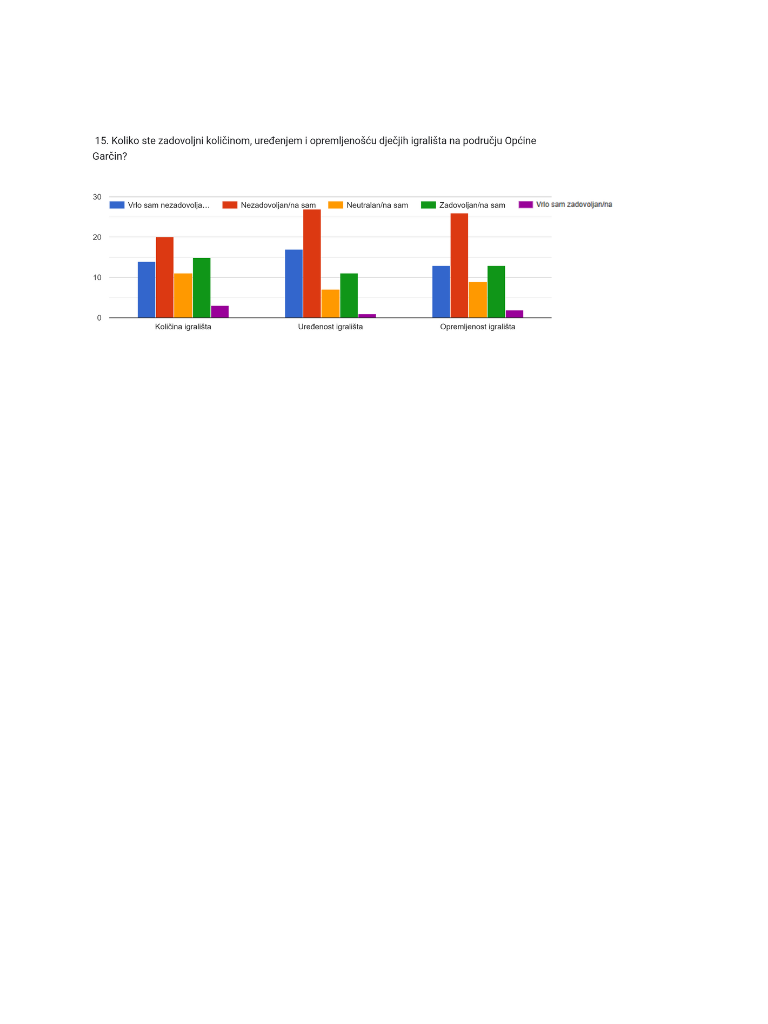 15. Koliko ste zadovoljni količinom, uređenjem i opremljenošću dječjih igrališta na području Općine
Garčin?
30
Vrlo sam nezadovolja... Nezadovoljan/na sam Neutralan/na sam Zadovoljan/na sam Vrlo sam zadovoljan/na
20
10
0
Količina igrališta Uređenost igrališta Opremljenost igrališta